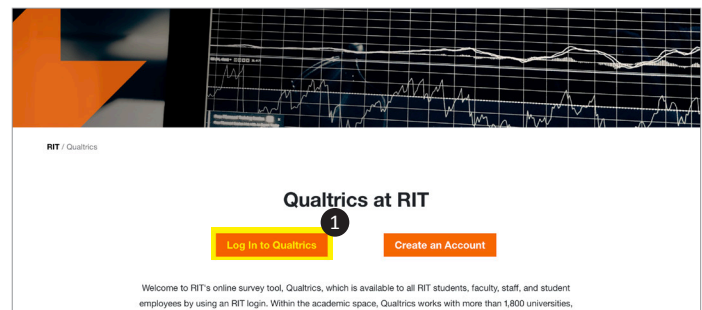 RIT / Qualtrics
Qualtrics at RIT
1
Log In to Qualtrics
Create an Account
Welcome to RIT's online survey tool, Qualtrics, which is available to all RIT students, faculty, staff, and student
employees by using an RIT login. Within the academic space, Qualtrics works with more than 1,800 universities,